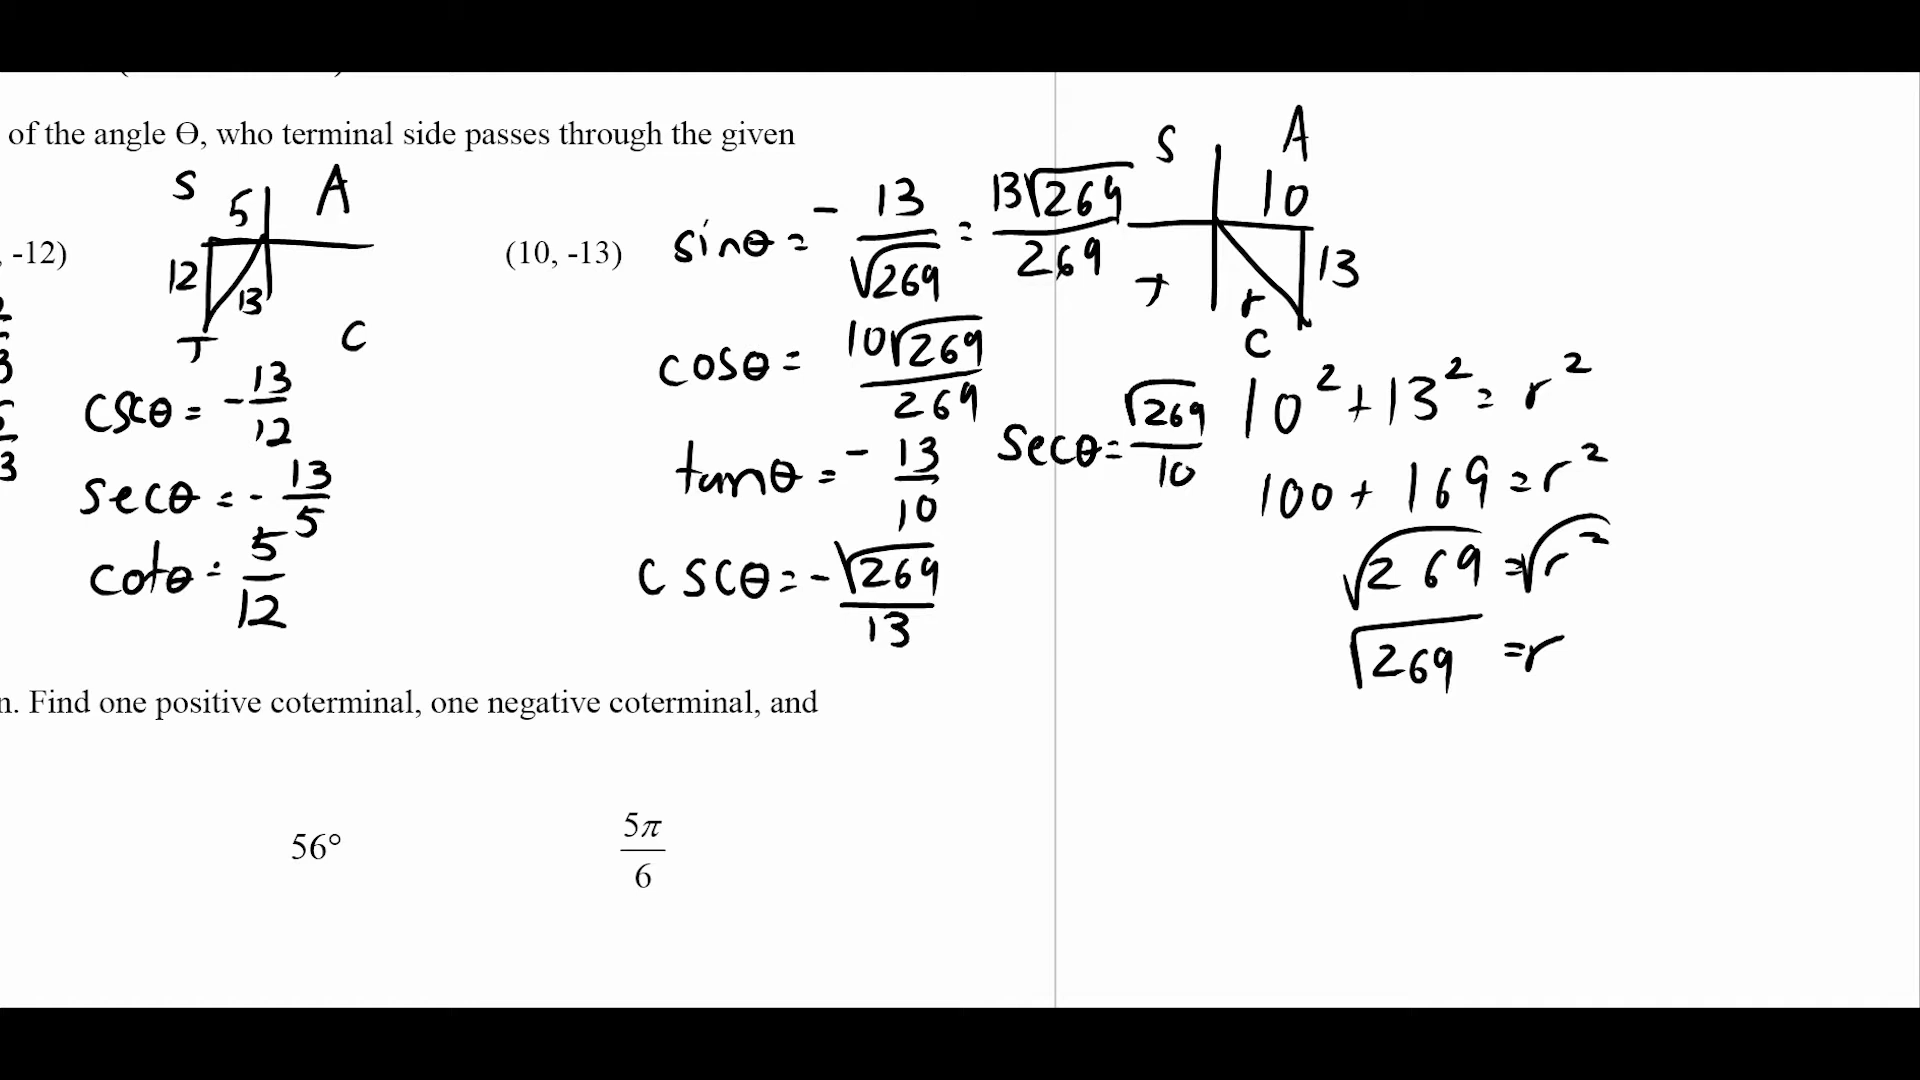 of the angle Ө, who terminal side passes through the given
S 5 A
, -12)
12 13
T C
cscθ = - 13/12
secθ = - 13/5
cotθ = 5/12
(10, -13)
sinθ = - 13/√269 = 13√269/269
cosθ = 10√269/269
tanθ = - 13/10
cscθ = - √269/13
secθ = √269/10
S A
10
13
T r
C
10² + 13² = r²
100 + 169 = r²
√269 = √r²
√269 = r
n. Find one positive coterminal, one negative coterminal, and
56°
5π/6